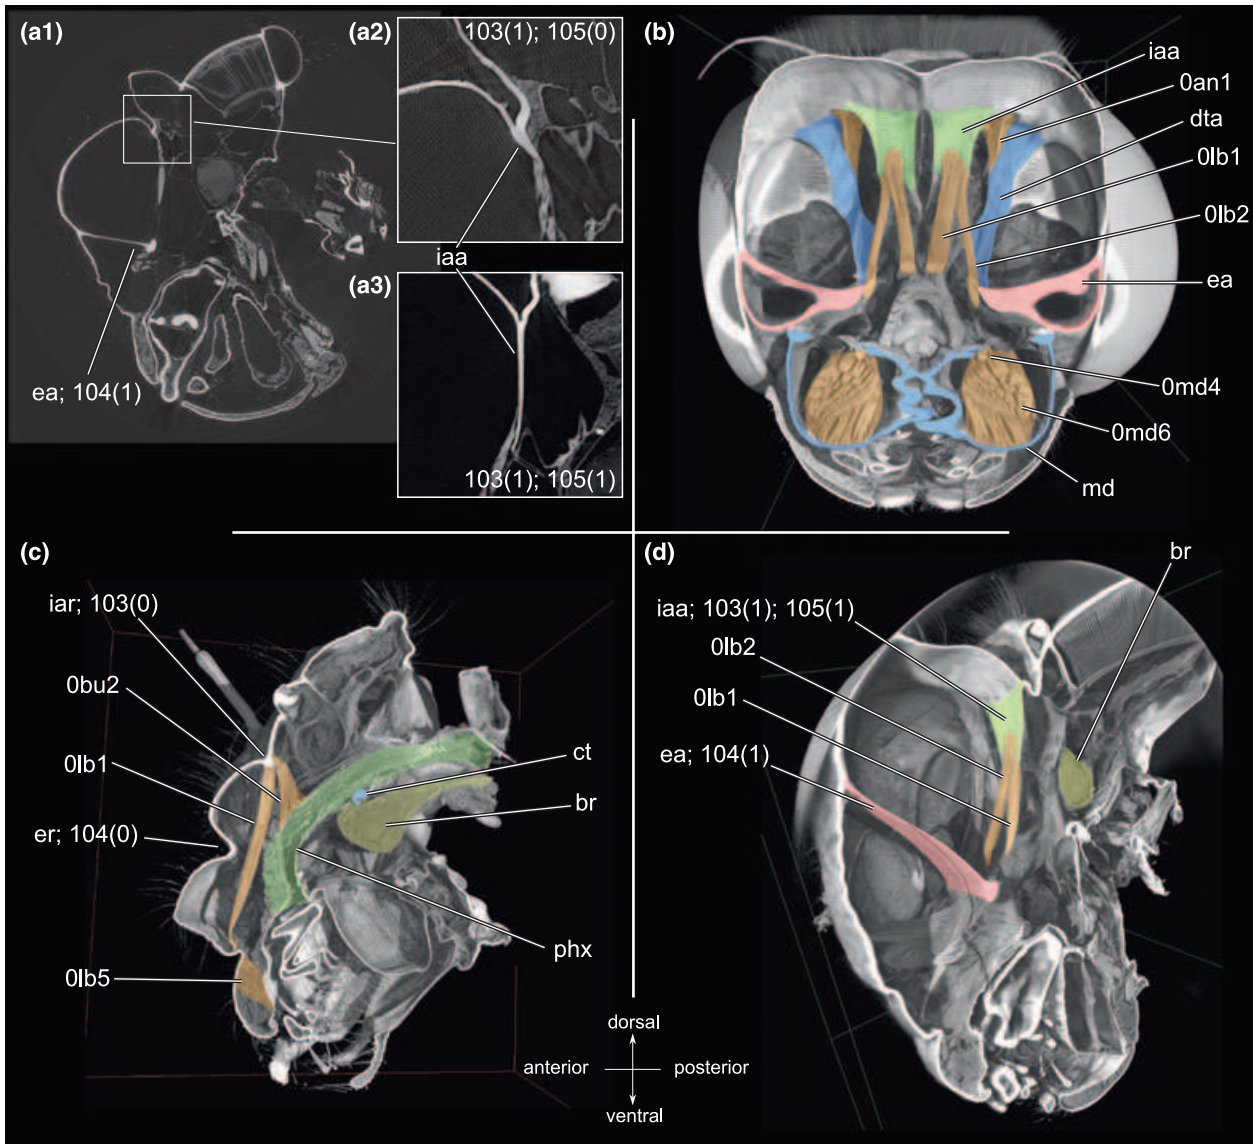 (a1)
(a2)
103(1); 105(0)
iaa
(a3)
103(1); 105(1)
ea; 104(1)
(b)
iaa
0an1
dta
0lb1
0lb2
ea
0md4
0md6
md
(c)
iar; 103(0)
0bu2
0lb1
er; 104(0)
0lb5
ct
br
phx
(d)
br
iaa; 103(1); 105(1)
0lb2
0lb1
ea; 104(1)
dorsal
anterior posterior
ventral